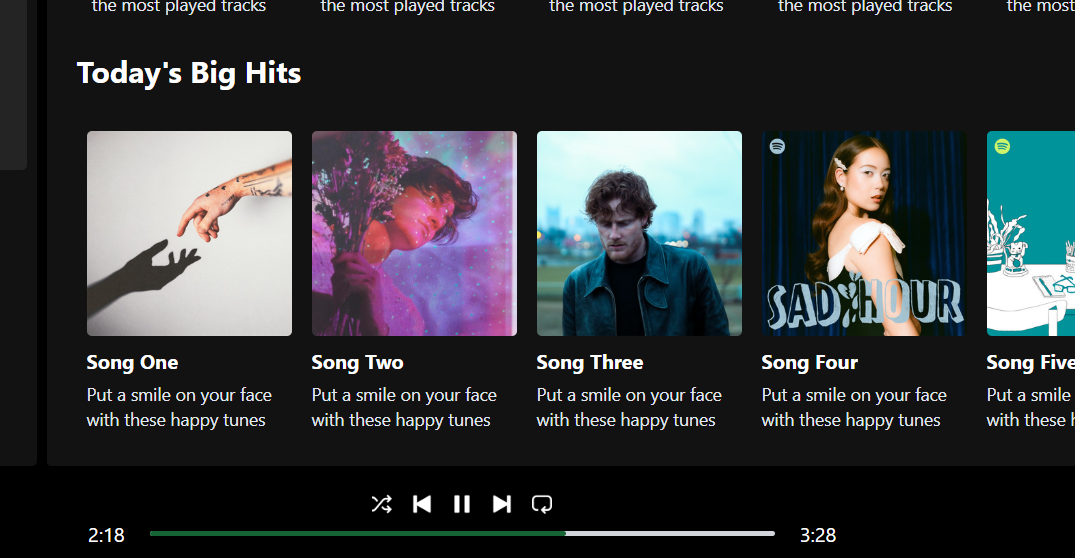 the most played tracks the most played tracks the most played tracks the most played tracks the most
Today's Big Hits
SAD HOUR
Song One Song Two Song Three Song Four Song Five
Put a smile on your face Put a smile on your face Put a smile on your face Put a smile on your face Put a smile
with these happy tunes with these happy tunes with these happy tunes with these happy tunes with these
2:18 3:28